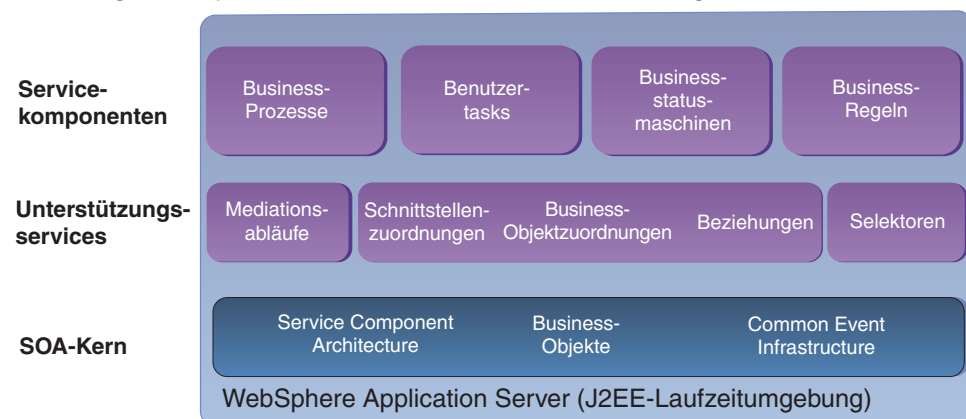 Service-
komponenten
Business-
Prozesse
Benutzer-
tasks
Business-
status-
maschinen
Business-
Regeln
Unterstützungs-
services
Mediations-
abläufe
Schnittstellen-
zuordnungen
Business-
Objektzuordnungen
Beziehungen
Selektoren
SOA-Kern
Service Component
Architecture
Business-
Objekte
Common Event
Infrastructure
WebSphere Application Server (J2EE-Laufzeitumgebung)